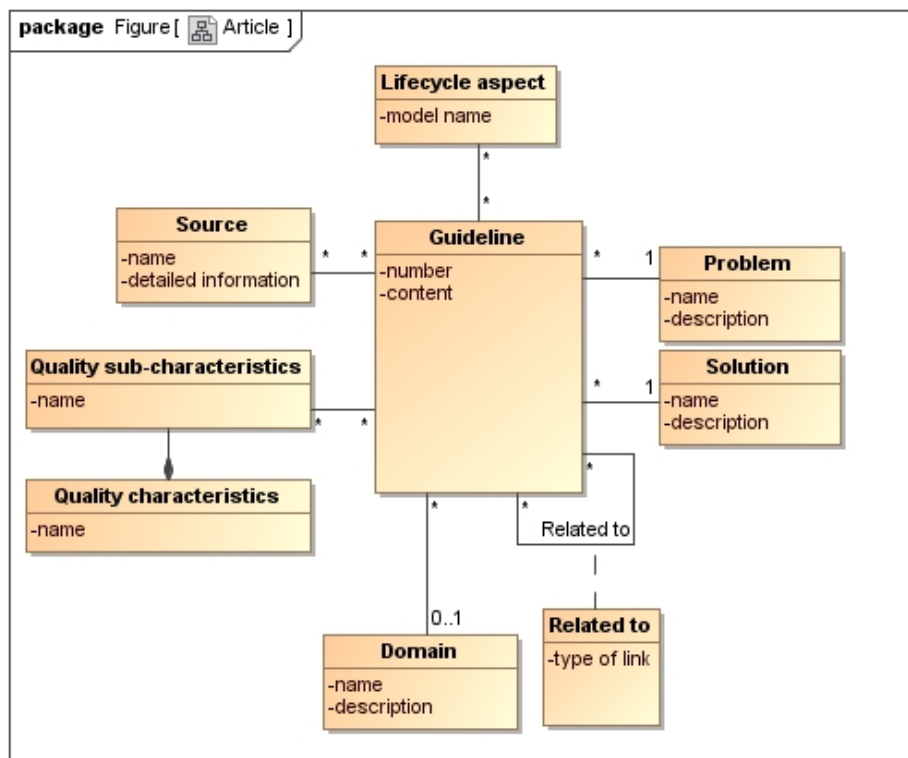 package Figure [ Article ]
Lifecycle aspect
-model name
*
*
Source
-name
-detailed information
*
*
Guideline
-number
-content
*
1
Problem
-name
-description
Quality sub-characteristics
-name
*
*
*
1
Solution
-name
-description
Quality characteristics
-name
*
*
*
Related to
0..1
Domain
-name
-description
Related to
-type of link